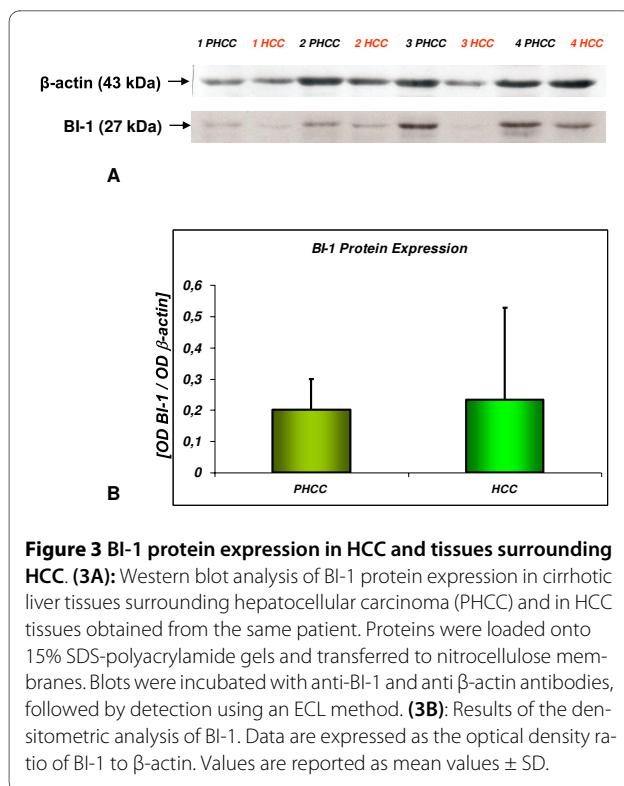 1 PHCC 1 HCC 2 PHCC 2 HCC 3 PHCC 3 HCC 4 PHCC 4 HCC
β-actin (43 kDa)
BI-1 (27 kDa)
A
BI-1 Protein Expression
[OD BI-1 / OD β-actin]
0,6
0,5
0,4
0,3
0,2
0,1
0
PHCC HCC
B
Figure 3 BI-1 protein expression in HCC and tissues surrounding
HCC. (3A): Western blot analysis of BI-1 protein expression in cirrhotic
liver tissues surrounding hepatocellular carcinoma (PHCC) and in HCC
tissues obtained from the same patient. Proteins were loaded onto
15% SDS-polyacrylamide gels and transferred to nitrocellulose mem-
branes. Blots were incubated with anti-BI-1 and anti β-actin antibodies,
followed by detection using an ECL method. (3B): Results of the den-
sitometric analysis of BI-1. Data are expressed as the optical density ra-
tio of BI-1 to β-actin. Values are reported as mean values ± SD.